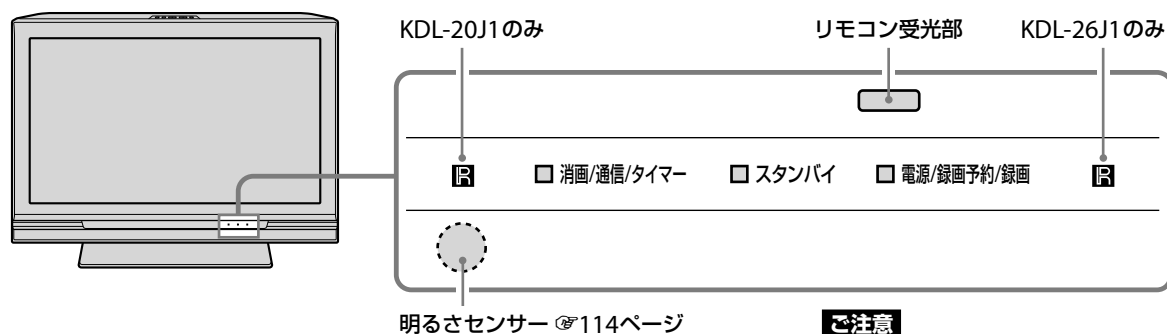 KDL-20J1のみ リモコン受光部 KDL-26J1のみ
R 消画/通信/タイマー スタンバイ 電源/録画予約/録画 R
明るさセンサー ☞114ページ ご注意